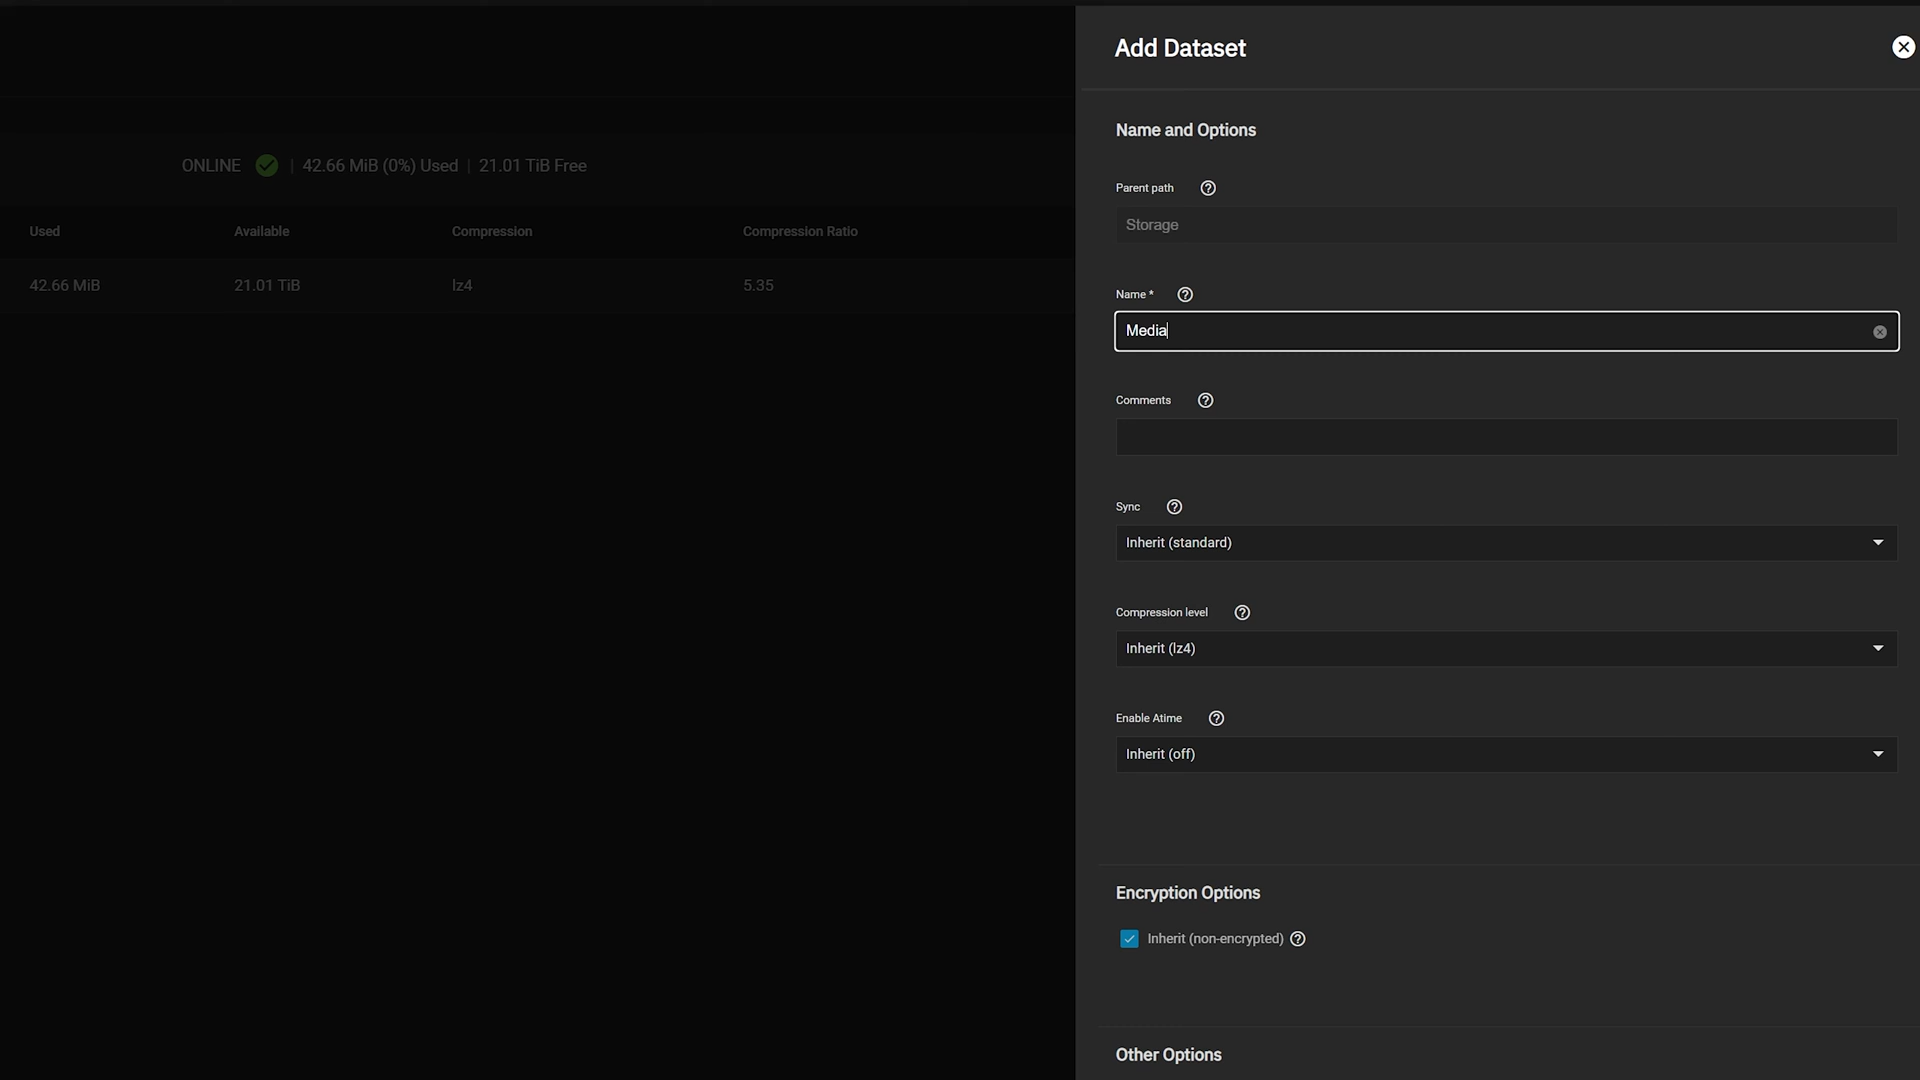 Add Dataset
Name and Options
ONLINE | 42.66 MiB (0%) Used | 21.01 TiB Free
Used Available Compression Compression Ratio
42.66 MiB 21.01 TiB lz4 5.35
Parent path
Storage
Name *
Media
Comments
Sync
Inherit (standard)
Compression level
Inherit (lz4)
Enable Atime
Inherit (off)
Encryption Options
Inherit (non-encrypted)
Other Options